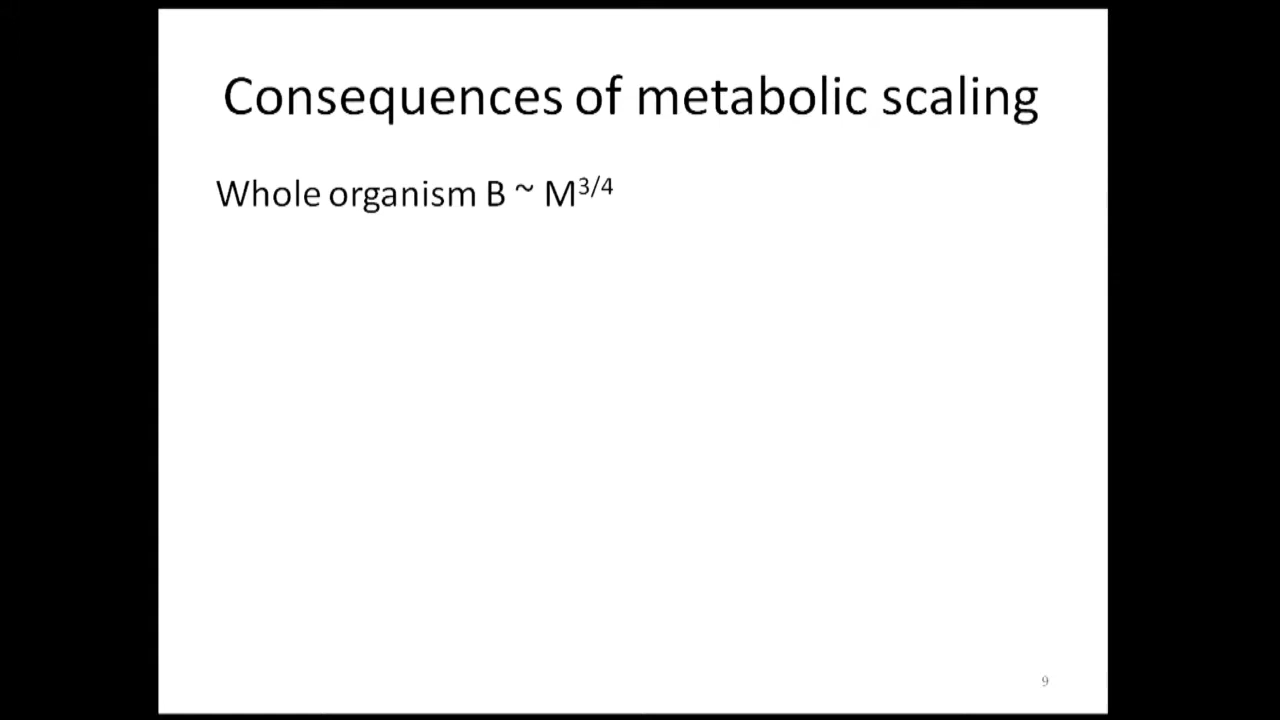 Consequences of metabolic scaling
Whole organism B ~ M³/⁴
9